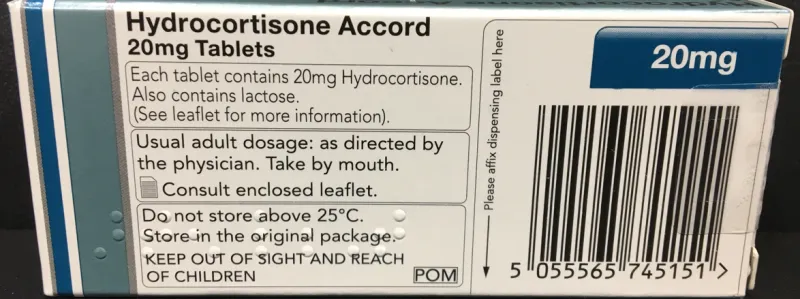 Hydrocortisone Accord
20mg Tablets
Each tablet contains 20mg Hydrocortisone.
Also contains lactose.
(See leaflet for more information).
Usual adult dosage: as directed by
the physician. Take by mouth.
Consult enclosed leaflet.
Do not store above 25°C.
Store in the original package.
KEEP OUT OF SIGHT AND REACH
OF CHILDREN
POM
Please affix dispensing label here
20mg
5 055565 745151 >